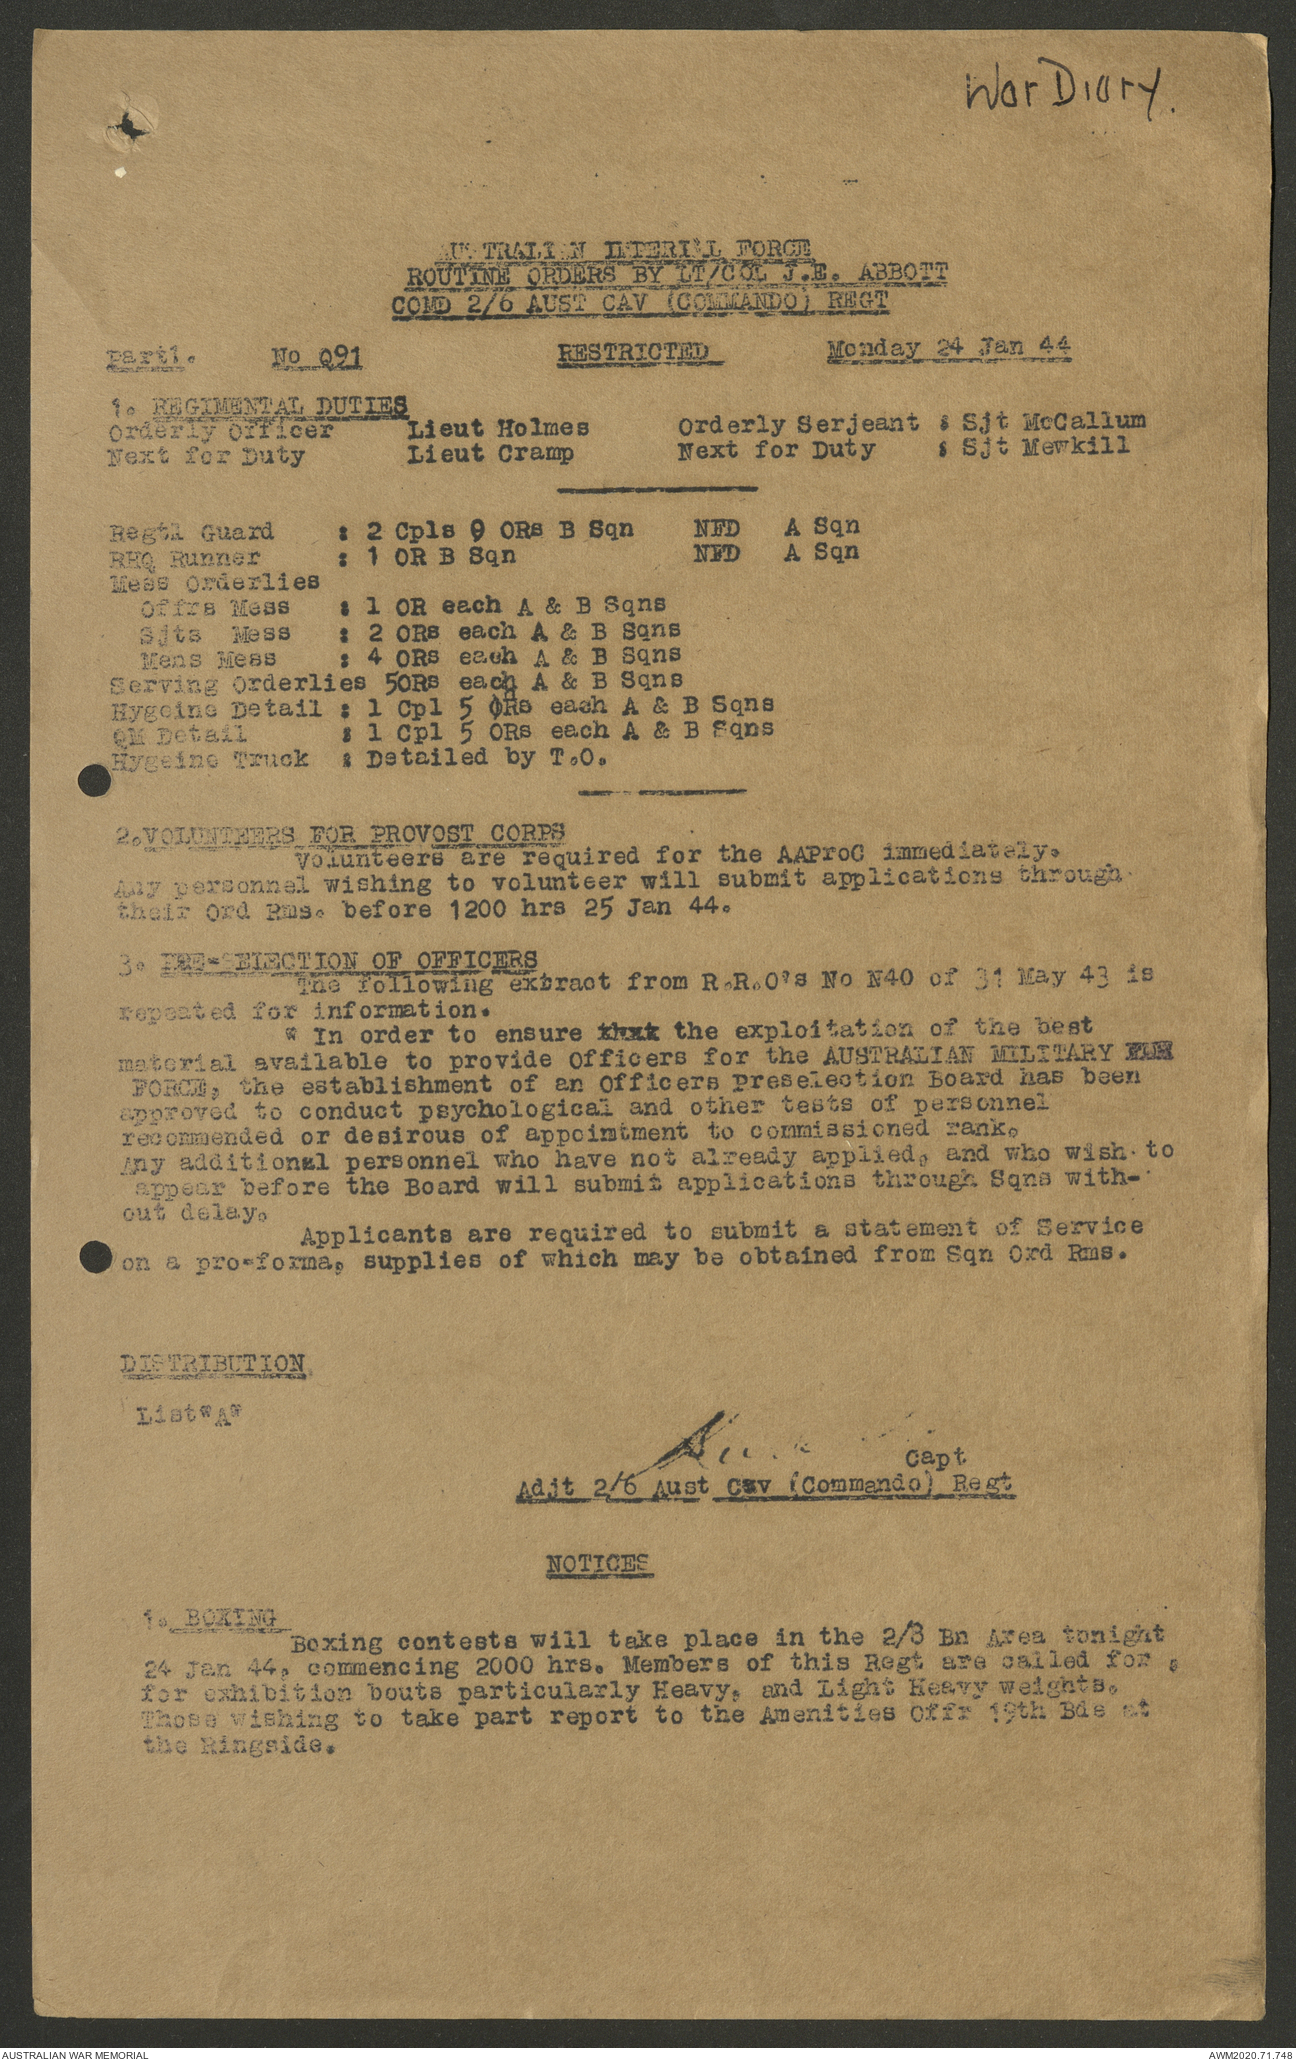 War Diary.
AUSTRALIAN IMPERIAL FORCE
ROUTINE ORDERS BY LT/COL J.E. ABBOTT
COMD 2/6 AUST CAV (COMMANDO) REGT
part1. No Q91 RESTRICTED Monday 24 Jan 44
1. REGIMENTAL DUTIES
Orderly Officer Lieut Holmes Orderly Serjeant : Sjt McCallum
Next for Duty Lieut Cramp Next for Duty : Sjt Mewkill
Regtl Guard : 2 Cpls 9 ORs B Sqn NFD A Sqn
RHQ Runner : 1 OR B Sqn NFD A Sqn
Mess Orderlies
Offrs Mess : 1 OR each A & B Sqns
Sjts Mess : 2 ORs each A & B Sqns
Mens Mess : 4 ORs each A & B Sqns
Serving Orderlies 5ORs each A & B Sqns
Hygeine Detail : 1 Cpl 5 ORs each A & B Sqns
QM Detail : 1 Cpl 5 ORs each A & B Sqns
Hygeine Truck : Detailed by T.O.
2.VOLUNTEERS FOR PROVOST CORPS
Volunteers are required for the AAProC immediately.
Any personnel wishing to volunteer will submit applications through
their Ord Rms. before 1200 hrs 25 Jan 44.
3. PRE-SELECTION OF OFFICERS
The following extract from R.R.O's No N40 of 31 May 43 is
repeated for information.
" In order to ensure that the exploitation of the best
material available to provide Officers for the AUSTRALIAN MILITARY
FORCE, the establishment of an Officers Preselection Board has been
approved to conduct psychological and other tests of personnel
recommended or desirous of appointment to commissioned rank.
Any additional personnel who have not already applied, and who wish to
appear before the Board will submit applications through Sqns with-
out delay.
Applicants are required to submit a statement of Service
on a pro-forma, supplies of which may be obtained from Sqn Ord Rms.
DISTRIBUTION
List"A"
Capt
Adjt 2/6 Aust Cav (Commando) Regt
NOTICES
1. BOXING
Boxing contests will take place in the 2/3 Bn Area tonight
24 Jan 44, commencing 2000 hrs. Members of this Regt are called for ,
for exhibition bouts particularly Heavy, and Light Heavy weights.
Those wishing to take part report to the Amenities Offr 19th Bde at
the Ringside.
AUSTRALIAN WAR MEMORIAL AWM2020.71.748